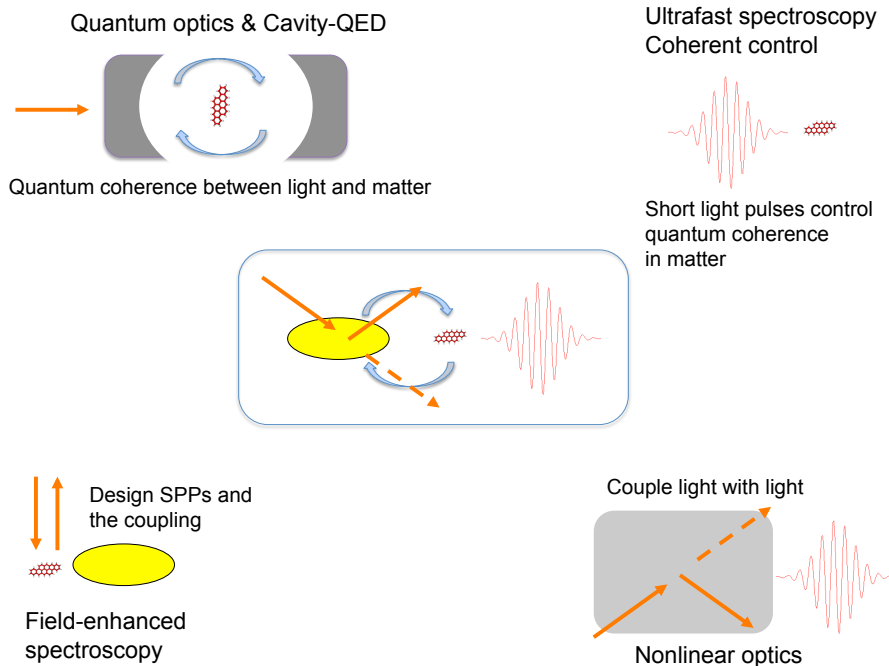 Quantum optics & Cavity-QED
Quantum coherence between light and matter
Ultrafast spectroscopy
Coherent control
Short light pulses control
quantum coherence
in matter
Design SPPs and
the coupling
Field-enhanced
spectroscopy
Couple light with light
Nonlinear optics